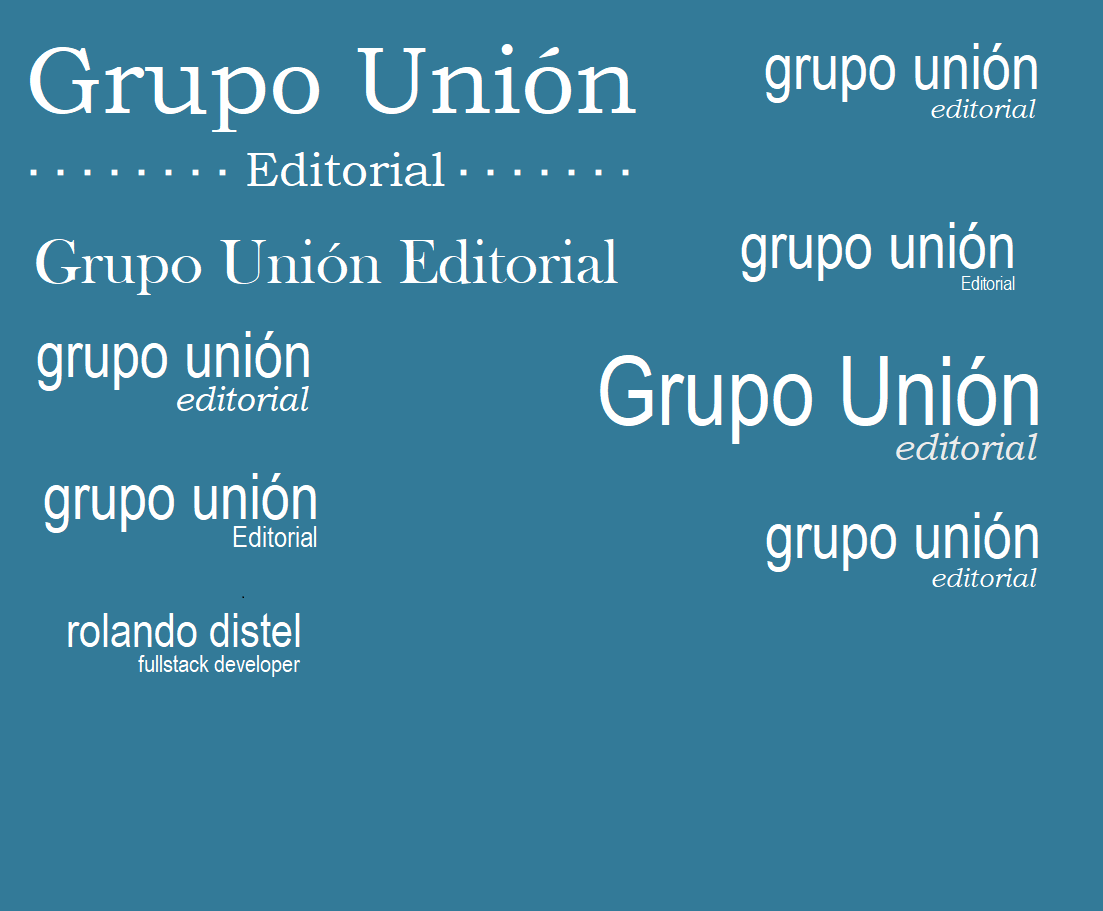 Grupo Unión
........ Editorial .......
Grupo Unión Editorial
grupo unión
editorial
grupo unión
Editorial
rolando distel
fullstack developer
grupo unión
editorial
grupo unión
Editorial
Grupo Unión
editorial
grupo unión
editorial